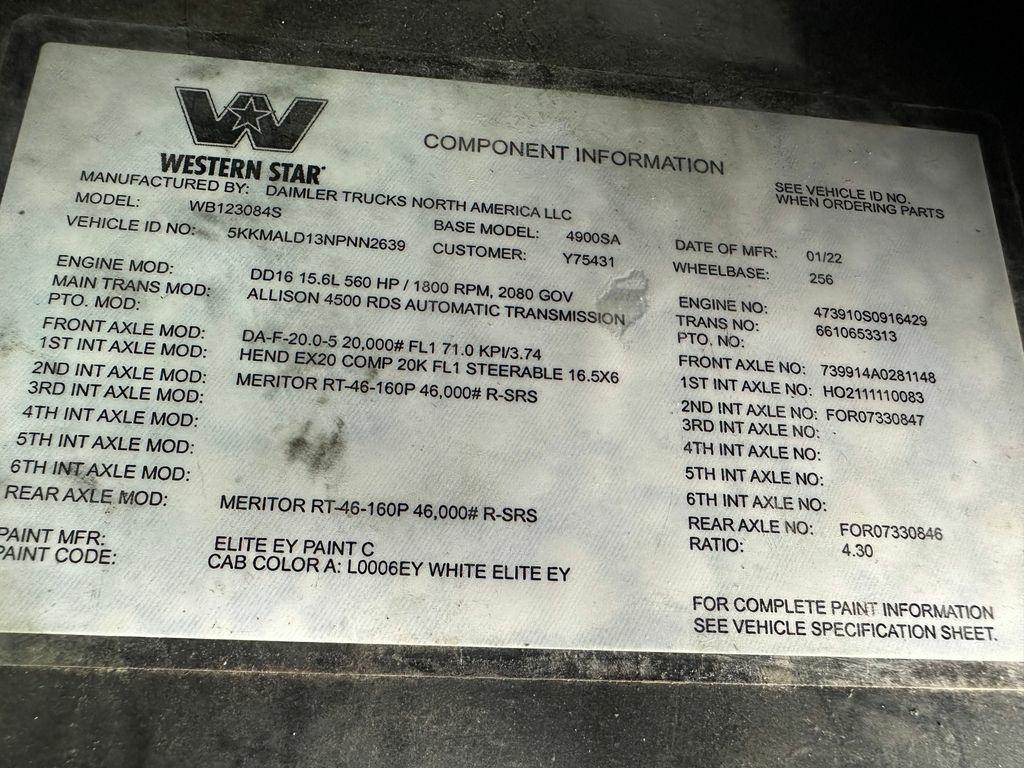 WESTERN STAR
COMPONENT INFORMATION
SEE VEHICLE ID NO.
WHEN ORDERING PARTS
MANUFACTURED BY: DAIMLER TRUCKS NORTH AMERICA LLC
MODEL: WB123084S BASE MODEL: 4900SA DATE OF MFR: 01/22
VEHICLE ID NO: 5KKMALD13NPNN2639 CUSTOMER: Y75431 WHEELBASE: 256
ENGINE MOD: DD16 15.6L 560 HP / 1800 RPM, 2080 GOV ENGINE NO: 473910S0916429
MAIN TRANS MOD: ALLISON 4500 RDS AUTOMATIC TRANSMISSION TRANS NO: 6610653313
PTO. MOD: PTO. NO:
FRONT AXLE MOD: DA-F-20.0-5 20,000# FL1 71.0 KPI/3.74 FRONT AXLE NO: 739914A0281148
1ST INT AXLE MOD: HEND EX20 COMP 20K FL1 STEERABLE 16.5X6 1ST INT AXLE NO: HO2111110083
2ND INT AXLE MOD: MERITOR RT-46-160P 46,000# R-SRS 2ND INT AXLE NO: FOR07330847
3RD INT AXLE MOD: 3RD INT AXLE NO:
4TH INT AXLE MOD: 4TH INT AXLE NO:
5TH INT AXLE MOD: 5TH INT AXLE NO:
6TH INT AXLE MOD: 6TH INT AXLE NO:
REAR AXLE MOD: MERITOR RT-46-160P 46,000# R-SRS REAR AXLE NO: FOR07330846
RATIO: 4.30
PAINT MFR: ELITE EY PAINT C
PAINT CODE: CAB COLOR A: L0006EY WHITE ELITE EY
FOR COMPLETE PAINT INFORMATION
SEE VEHICLE SPECIFICATION SHEET.